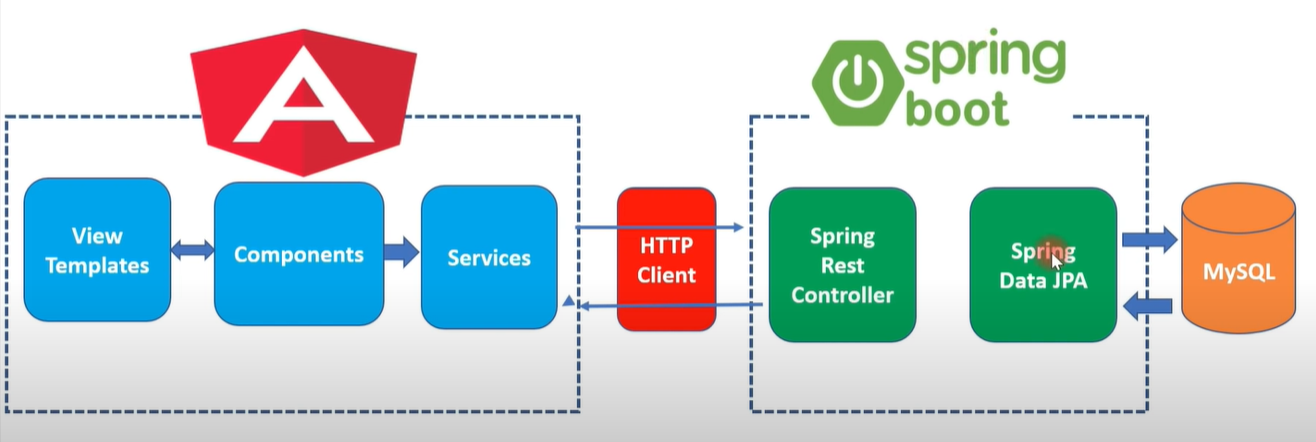 spring
boot
View
Templates
Components
Services
HTTP
Client
Spring
Rest
Controller
Spring
Data JPA
MySQL